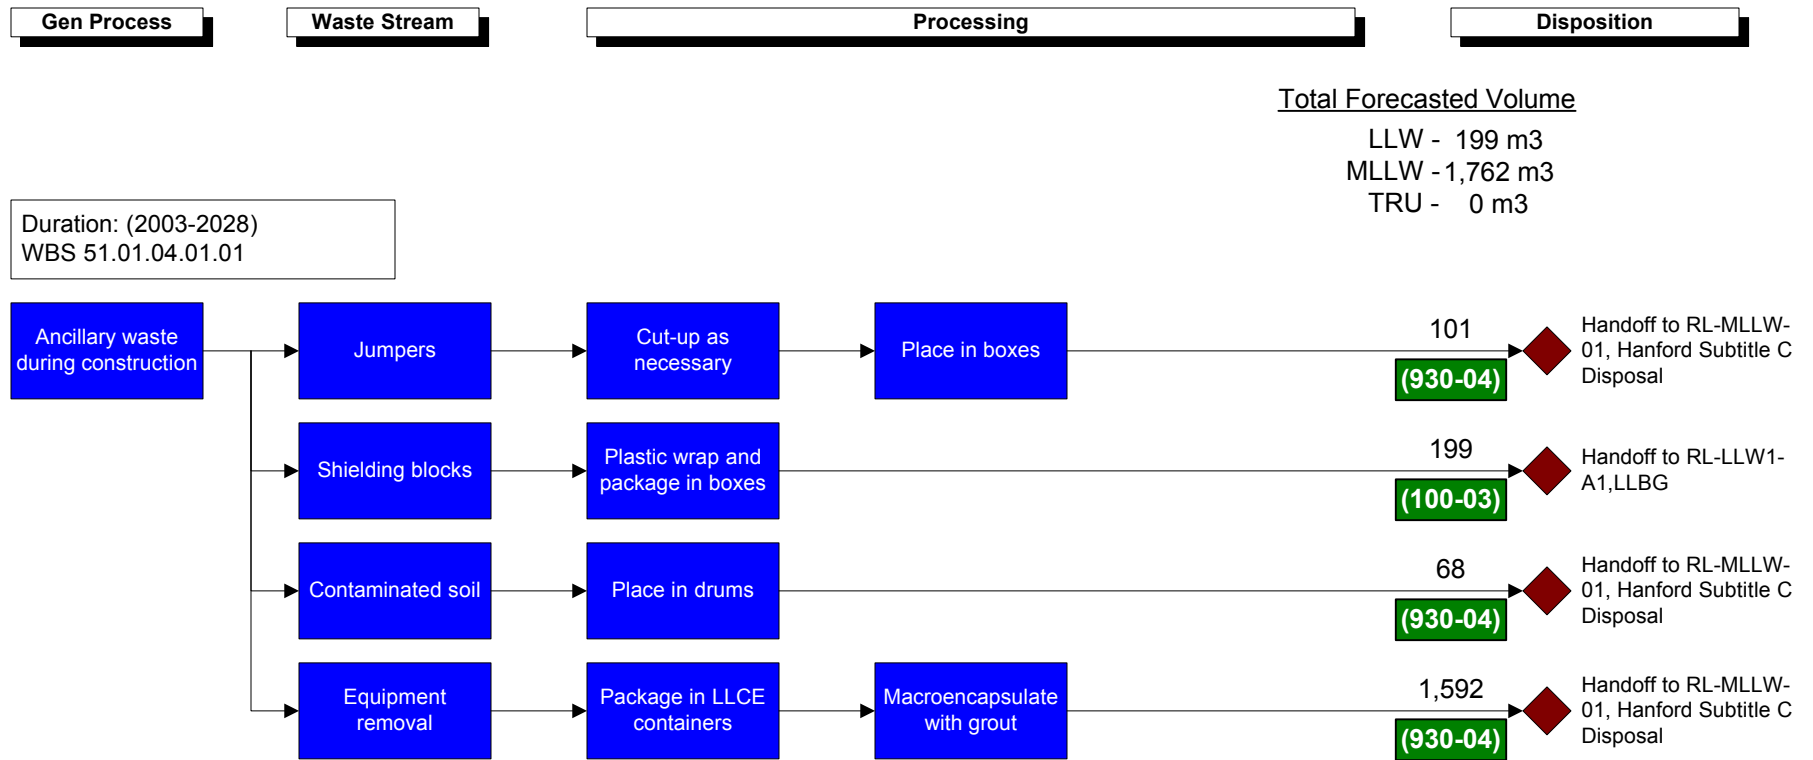 Gen Process
Waste Stream
Processing
Disposition
Total Forecasted Volume
LLW - 199 m3
MLLW - 1,762 m3
TRU - 0 m3
Duration: (2003-2028)
WBS 51.01.04.01.01
Ancillary waste
during construction
Jumpers
Cut-up as
necessary
Place in boxes
101
(930-04)
Handoff to RL-MLLW-
01, Hanford Subtitle C
Disposal
Shielding blocks
Plastic wrap and
package in boxes
199
(100-03)
Handoff to RL-LLW1-
A1,LLBG
Contaminated soil
Place in drums
68
(930-04)
Handoff to RL-MLLW-
01, Hanford Subtitle C
Disposal
Equipment
removal
Package in LLCE
containers
Macroencapsulate
with grout
1,592
(930-04)
Handoff to RL-MLLW-
01, Hanford Subtitle C
Disposal